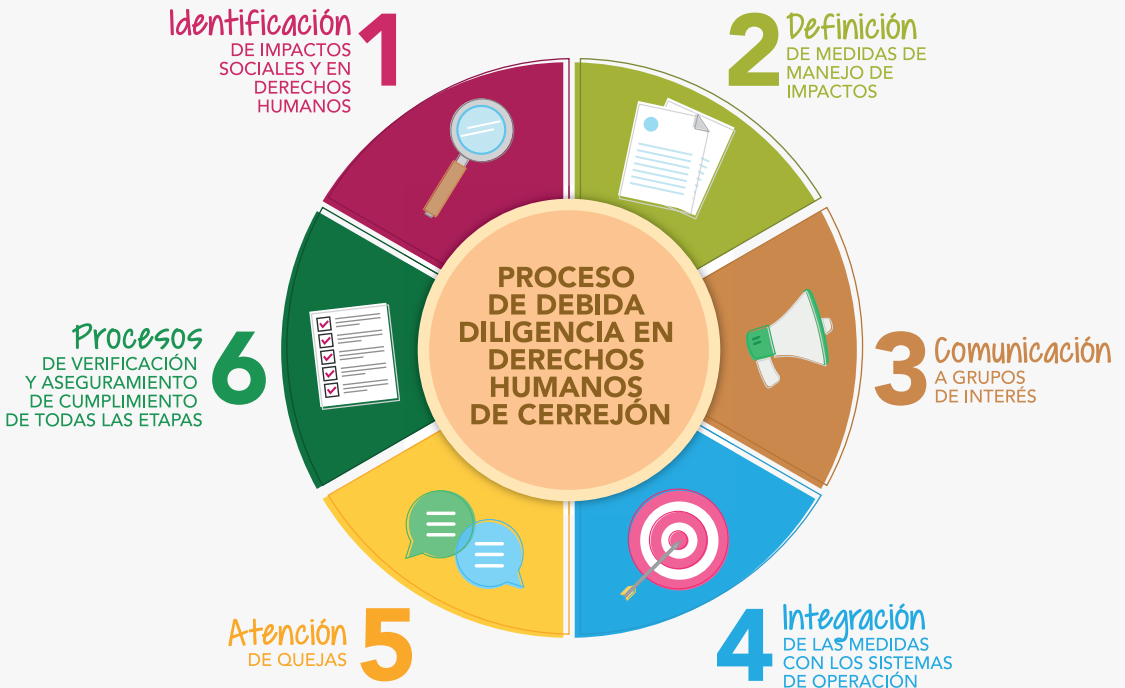 PROCESO
DE DEBIDA
DILIGENCIA EN
DERECHOS
HUMANOS
DE CERREJÓN
1
Identificación
DE IMPACTOS
SOCIALES Y EN
DERECHOS
HUMANOS
2
Definición
DE MEDIDAS DE
MANEJO DE
IMPACTOS
3
Comunicación
A GRUPOS
DE INTERÉS
4
Integración
DE LAS MEDIDAS
CON LOS SISTEMAS
DE OPERACIÓN
5
Atención
DE QUEJAS
6
Procesos
DE VERIFICACIÓN
Y ASEGURAMIENTO
DE CUMPLIMIENTO
DE TODAS LAS ETAPAS